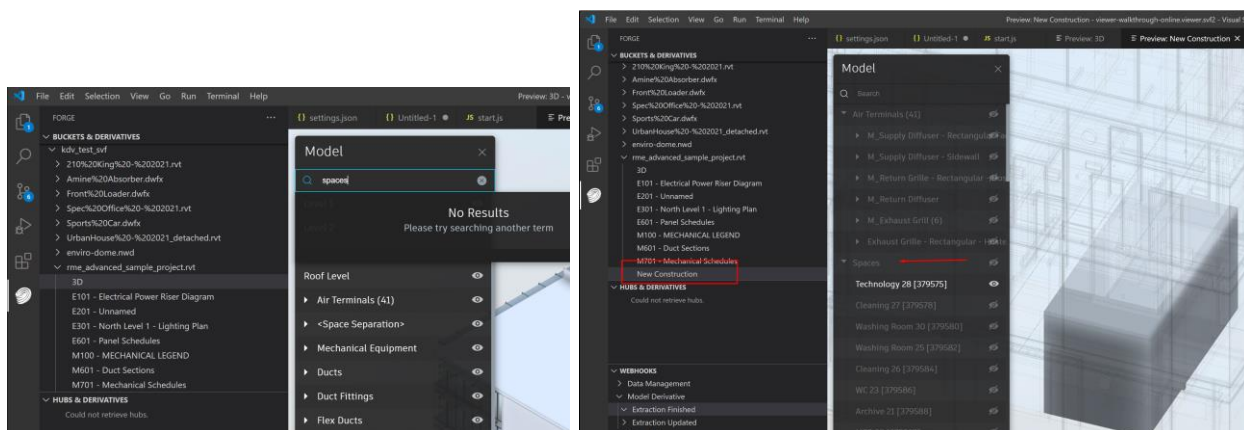 File Edit Selection View Go Run Terminal Help
Preview: 3D - v
FORGE
{} settings.json
{} Untitled-1
JS start.js
Pre
BUCKETS & DERIVATIVES
kdv_test_svf
210%20King%20-%202021.rvt
Amine%20Absorber.dwfx
Front%20Loader.dwfx
Spec%20Office%20-%202021.rvt
Sports%20Car.dwfx
UrbanHouse%20-%202021_detached.rvt
enviro-dome.nwd
rme_advanced_sample_project.rvt
3D
E101 - Electrical Power Riser Diagram
E201 - Unnamed
E301 - North Level 1 - Lighting Plan
E601 - Panel Schedules
M100 - MECHANICAL LEGEND
M601 - Duct Sections
M701 - Mechanical Schedules
HUBS & DERIVATIVES
Could not retrieve hubs.
Model
spaces
No Results
Please try searching another term
Roof Level
Air Terminals (41)
<Space Separation>
Mechanical Equipment
Ducts
Duct Fittings
Flex Ducts
File Edit Selection View Go Run Terminal Help
Preview: New Construction - viewer-walkthrough-online.viewer.svf2 - Visual S
FORGE
{} settings.json
{} Untitled-1
JS start.js
Preview: 3D
Preview: New Construction
BUCKETS & DERIVATIVES
210%20King%20-%202021.rvt
Amine%20Absorber.dwfx
Front%20Loader.dwfx
Spec%20Office%20-%202021.rvt
Sports%20Car.dwfx
UrbanHouse%20-%202021_detached.rvt
enviro-dome.nwd
rme_advanced_sample_project.rvt
3D
E101 - Electrical Power Riser Diagram
E201 - Unnamed
E301 - North Level 1 - Lighting Plan
E601 - Panel Schedules
M100 - MECHANICAL LEGEND
M601 - Duct Sections
M701 - Mechanical Schedules
New Construction
HUBS & DERIVATIVES
Could not retrieve hubs.
WEBHOOKS
Data Management
Model Derivative
Extraction Finished
Extraction Updated
Model
Search
Air Terminals (41)
M_Supply Diffuser - Rectangular
M_Supply Diffuser - Sidewall
M_Return Grille - Rectangular
M_Return Diffuser
M_Exhaust Grill (6)
Exhaust Grille - Rectangular
Spaces
Technology 28 [379575]
Cleaning 27 [379578]
Washing Room 30 [379580]
Washing Room 25 [379582]
Cleaning 26 [379584]
WC 23 [379586]
Archive 21 [379588]